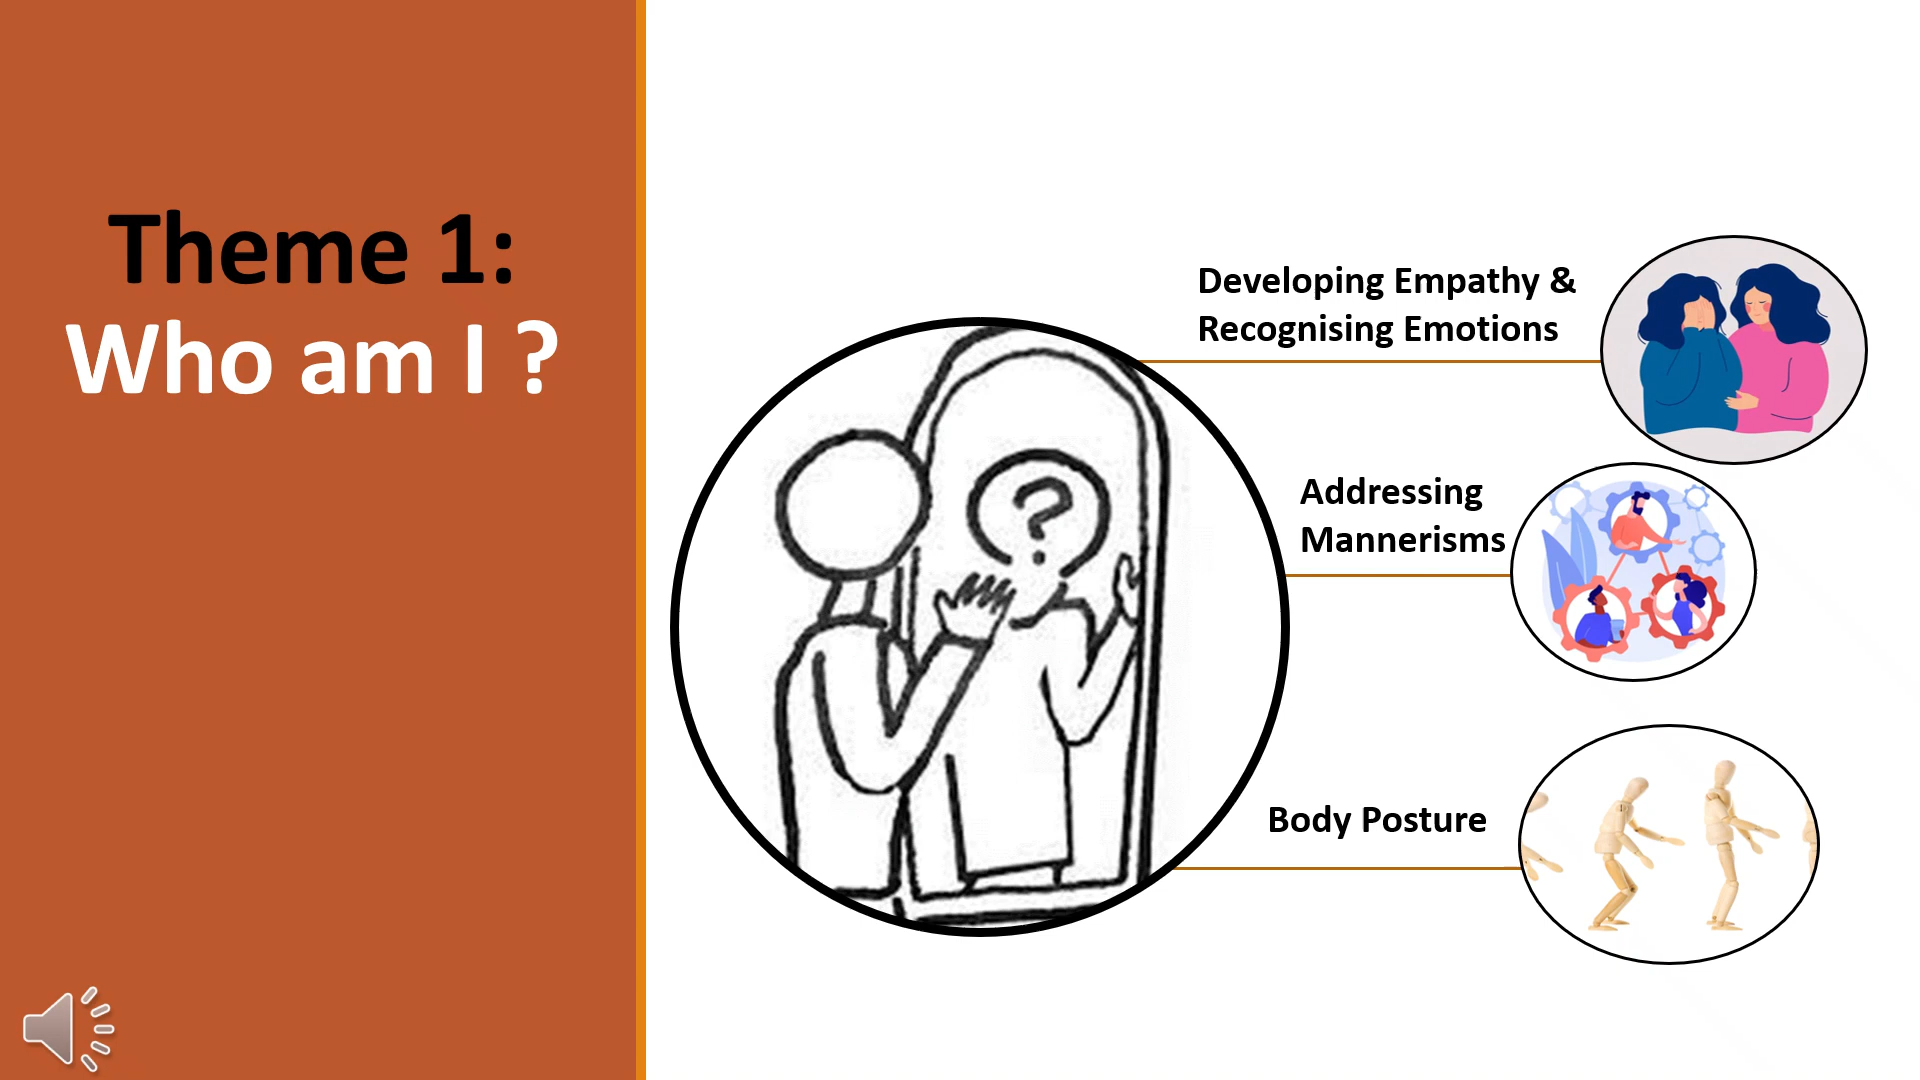 Theme 1:
Who am I ?
Developing Empathy &
Recognising Emotions
?
Addressing
Mannerisms
Body Posture